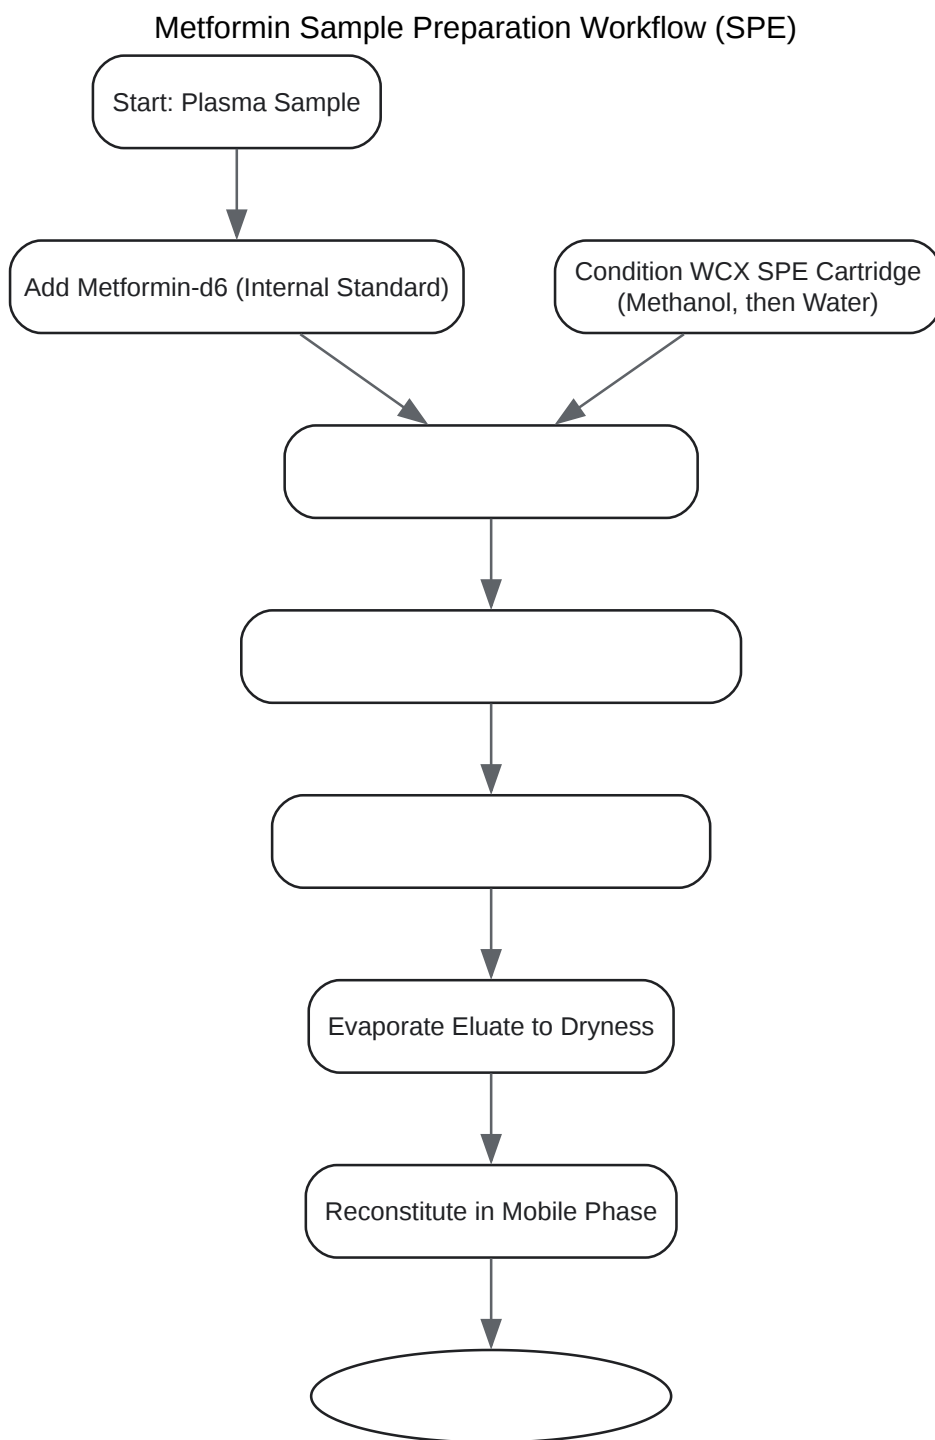 Metformin Sample Preparation Workflow (SPE)
Start: Plasma Sample
Add Metformin-d6 (Internal Standard)
Condition WCX SPE Cartridge
(Methanol, then Water)
Evaporate Eluate to Dryness
Reconstitute in Mobile Phase